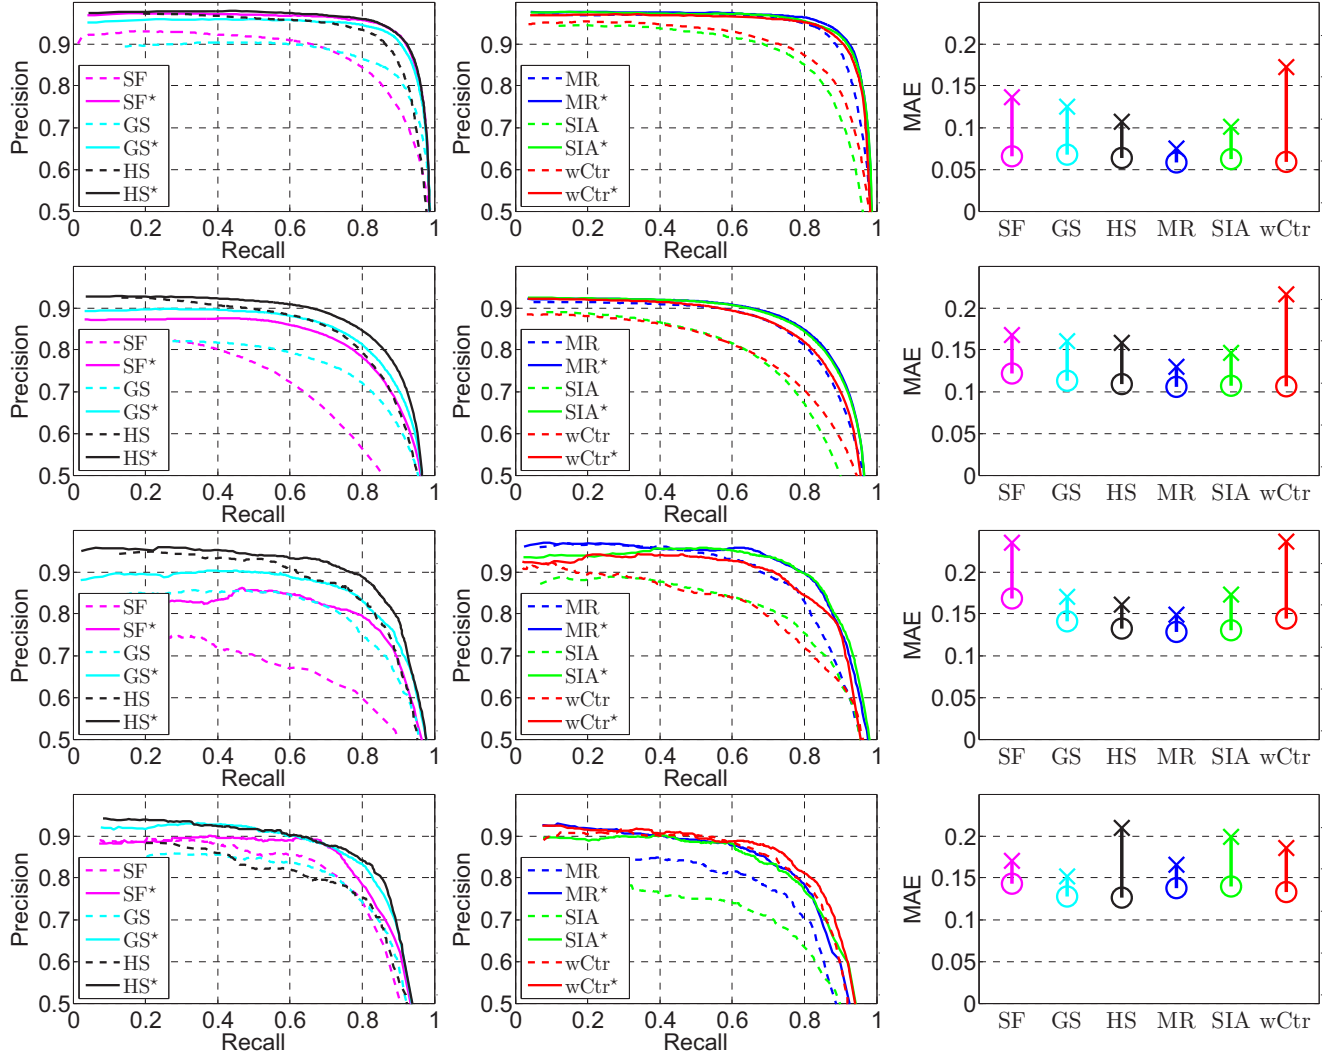 Precision
0.9
0.8
0.7
0.6
0.5
SF
SF⋆
GS
GS⋆
HS
HS⋆
0 0.2 0.4 0.6 0.8 1
Recall
Precision
0.9
0.8
0.7
0.6
0.5
MR
MR⋆
SIA
SIA⋆
wCtr
wCtr⋆
0 0.2 0.4 0.6 0.8 1
Recall
MAE
0.2
0.15
0.1
0.05
0
SF GS HS MR SIA wCtr
Precision
0.9
0.8
0.7
0.6
0.5
SF
SF⋆
GS
GS⋆
HS
HS⋆
0 0.2 0.4 0.6 0.8 1
Recall
Precision
0.9
0.8
0.7
0.6
0.5
MR
MR⋆
SIA
SIA⋆
wCtr
wCtr⋆
0 0.2 0.4 0.6 0.8 1
Recall
MAE
0.2
0.15
0.1
0.05
0
SF GS HS MR SIA wCtr
Precision
0.9
0.8
0.7
0.6
0.5
SF
SF⋆
GS
GS⋆
HS
HS⋆
0 0.2 0.4 0.6 0.8 1
Recall
Precision
0.9
0.8
0.7
0.6
0.5
MR
MR⋆
SIA
SIA⋆
wCtr
wCtr⋆
0 0.2 0.4 0.6 0.8 1
Recall
MAE
0.2
0.15
0.1
0.05
0
SF GS HS MR SIA wCtr
Precision
0.9
0.8
0.7
0.6
0.5
SF
SF⋆
GS
GS⋆
HS
HS⋆
0 0.2 0.4 0.6 0.8 1
Recall
Precision
0.9
0.8
0.7
0.6
0.5
MR
MR⋆
SIA
SIA⋆
wCtr
wCtr⋆
0 0.2 0.4 0.6 0.8 1
Recall
MAE
0.2
0.15
0.1
0.05
0
SF GS HS MR SIA wCtr